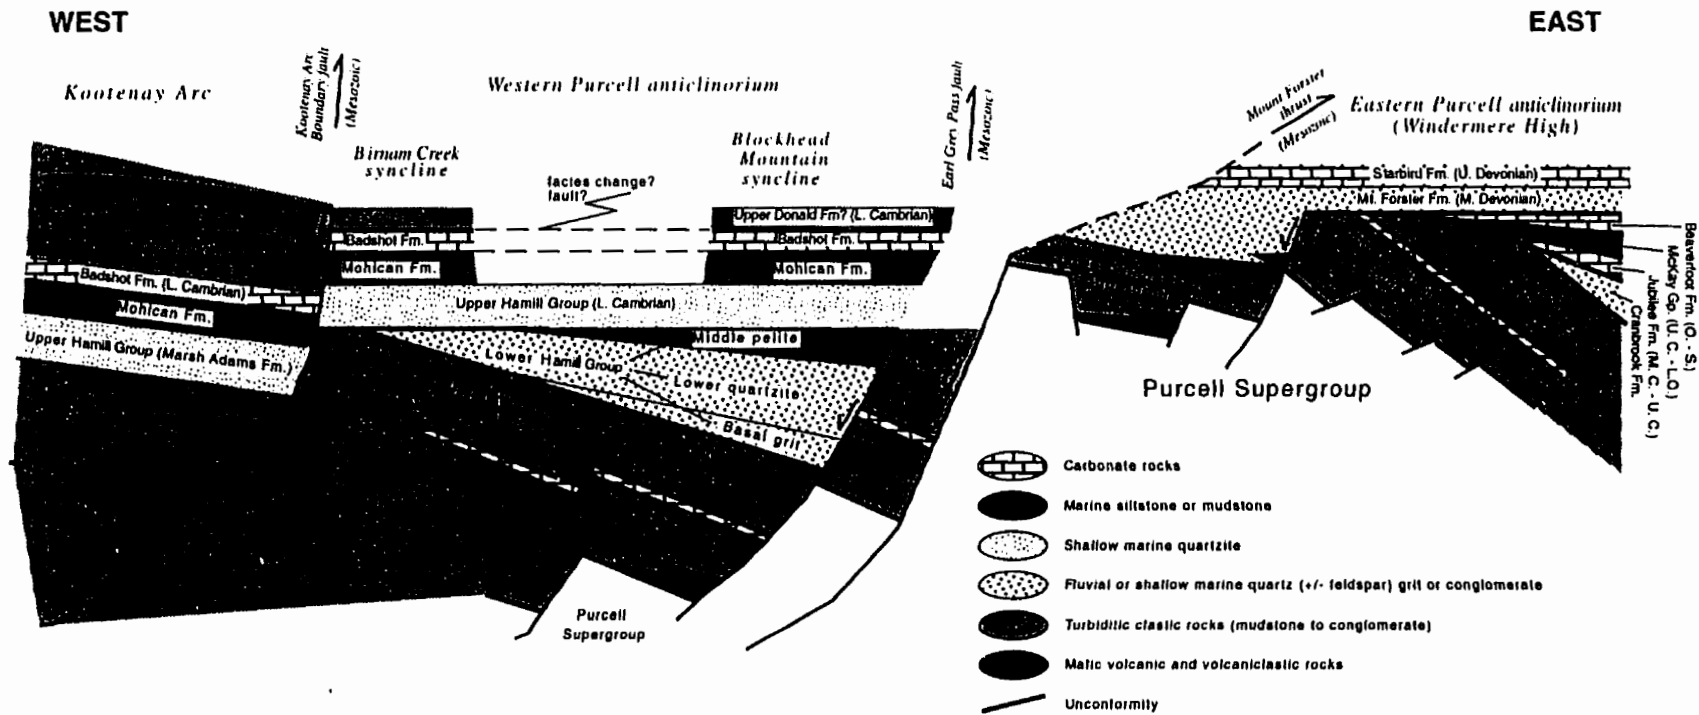 WEST
EAST
Kootenay Arc
Kootenay Arc
Boundary fault
(Mesozoic)
Western Purcell anticlinorium
Birnam Creek
syncline
facies change?
fault?
Blockhead
Mountain
syncline
Earl Grey Pass fault
(Mesozoic)
Mount Forster
thrust
(Mesozoic)
Eastern Purcell anticlinorium
(Windermere High)
Starbird Fm. (U. Devonian)
Mt. Forster Fm. (M. Devonian)
Beaverfoot Fm. (O. - S.)
McKay Gp. (U. C. - L.O.)
Jubilee Fm. (M. C. - U. C.)
Cranbrook Fm.
Upper Donald Fm? (L. Cambrian)
Badshot Fm.
Badshot Fm.
Mohican Fm.
Mohican Fm.
Badshot Fm. (L. Cambrian)
Mohican Fm.
Upper Hamill Group (L. Cambrian)
Upper Hamill Group (Marsh Adams Fm.)
Middle pelite
Lower Hamill Group
Lower quartzite
Basal grit
Purcell Supergroup
Purcell
Supergroup
Carbonate rocks
Marine siltstone or mudstone
Shallow marine quartzite
Fluvial or shallow marine quartz (+/- feldspar) grit or conglomerate
Turbiditic clastic rocks (mudstone to conglomerate)
Mafic volcanic and volcaniclastic rocks
Unconformity